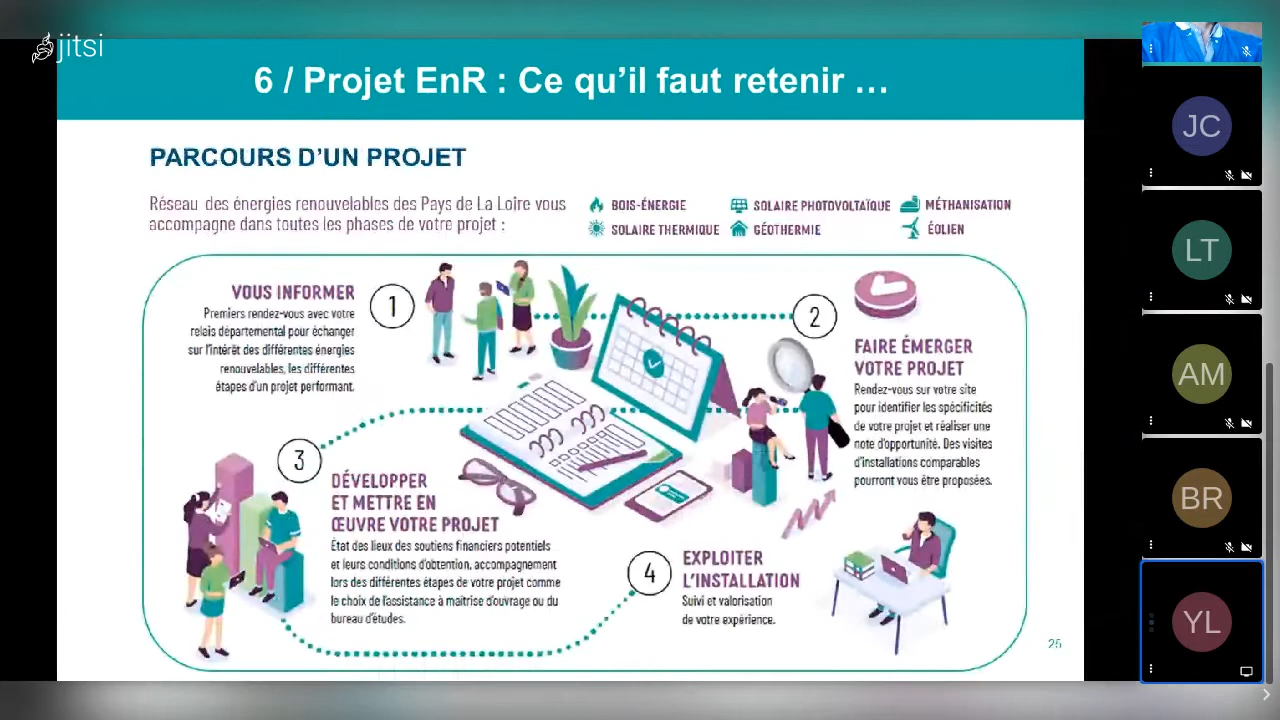 jitsi
6 / Projet EnR : Ce qu'il faut retenir …
PARCOURS D'UN PROJET
Réseau des énergies renouvelables des Pays de La Loire vous
accompagne dans toutes les phases de votre projet :
BOIS-ÉNERGIE
SOLAIRE PHOTOVOLTAÏQUE
MÉTHANISATION
SOLAIRE THERMIQUE
GÉOTHERMIE
ÉOLIEN
1
VOUS INFORMER
Premiers rendez-vous avec votre
relais départemental pour échanger
sur l'intérêt des différentes énergies
renouvelables, les différentes
étapes d'un projet performant.
2
FAIRE ÉMERGER
VOTRE PROJET
Rendez-vous sur votre site
pour identifier les spécificités
de votre projet et réaliser une
note d'opportunité. Des visites
d'installations comparables
pourront vous être proposées.
3
DÉVELOPPER
ET METTRE EN
ŒUVRE VOTRE PROJET
État des lieux des soutiens financiers potentiels
et leurs conditions d'obtention, accompagnement
lors des différentes étapes de votre projet comme
le choix de l'assistance à maîtrise d'ouvrage ou du
bureau d'études.
4
EXPLOITER
L'INSTALLATION
Suivi et valorisation
de votre expérience.
25
JC
LT
AM
BR
YL